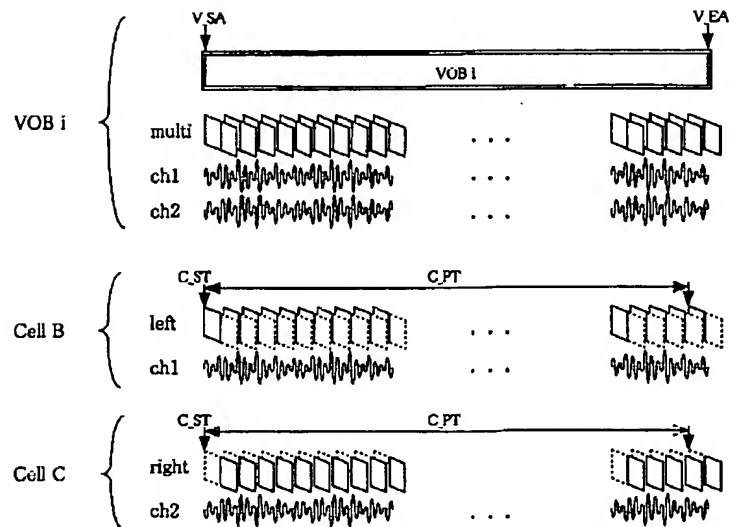 V_SA V_EA
VOB i
VOB i
multi . . .
ch1 . . .
ch2 . . .
C_ST C_PT
Cell B
left . . .
ch1 . . .
C_ST C_PT
Cell C
right . . .
ch2 . . .